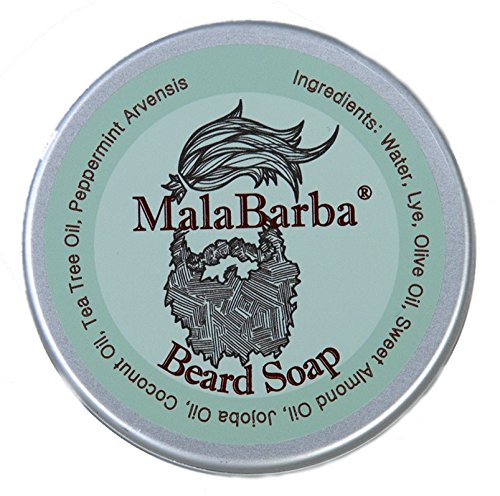 MalaBarba®
Beard Soap
Ingredients: Water, Lye, Olive Oil, Sweet Almond Oil, Jojoba Oil, Coconut Oil, Tea Tree Oil, Peppermint Arvensis